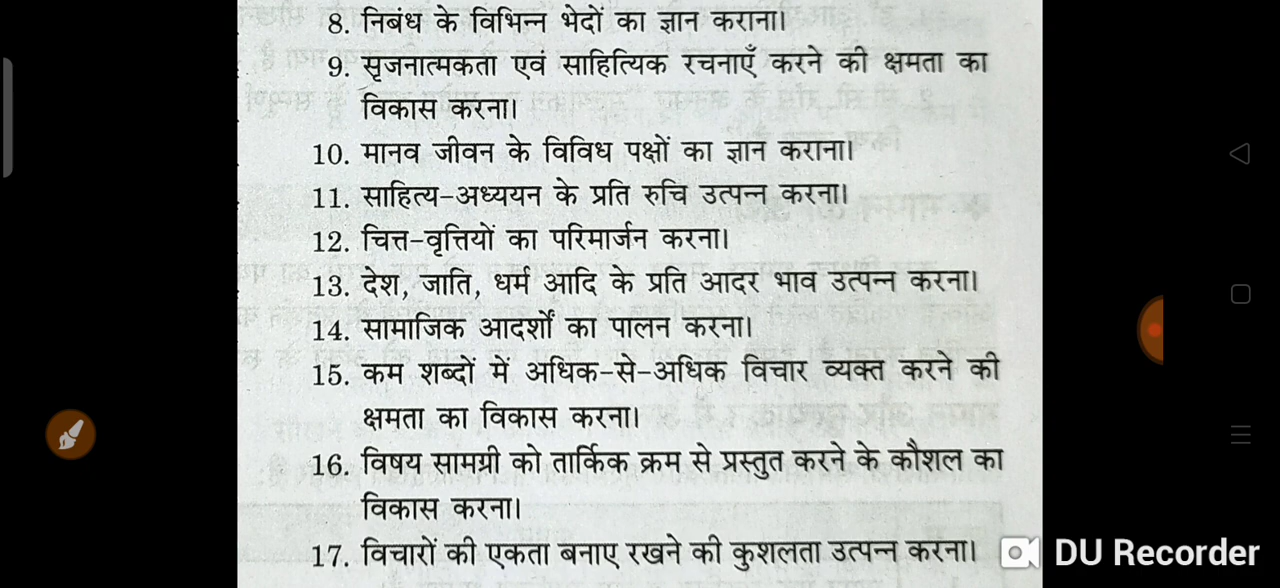 8. निबंध के विभिन्न भेदों का ज्ञान कराना।
9. सृजनात्मकता एवं साहित्यिक रचनाएँ करने की क्षमता का
विकास करना।
10. मानव जीवन के विविध पक्षों का ज्ञान कराना।
11. साहित्य-अध्ययन के प्रति रुचि उत्पन्न करना।
12. चित्त-वृत्तियों का परिमार्जन करना।
13. देश, जाति, धर्म आदि के प्रति आदर भाव उत्पन्न करना।
14. सामाजिक आदर्शों का पालन करना।
15. कम शब्दों में अधिक-से-अधिक विचार व्यक्त करने की
क्षमता का विकास करना।
16. विषय सामग्री को तार्किक क्रम से प्रस्तुत करने के कौशल का
विकास करना।
17. विचारों की एकता बनाए रखने की कुशलता उत्पन्न करना।
DU Recorder